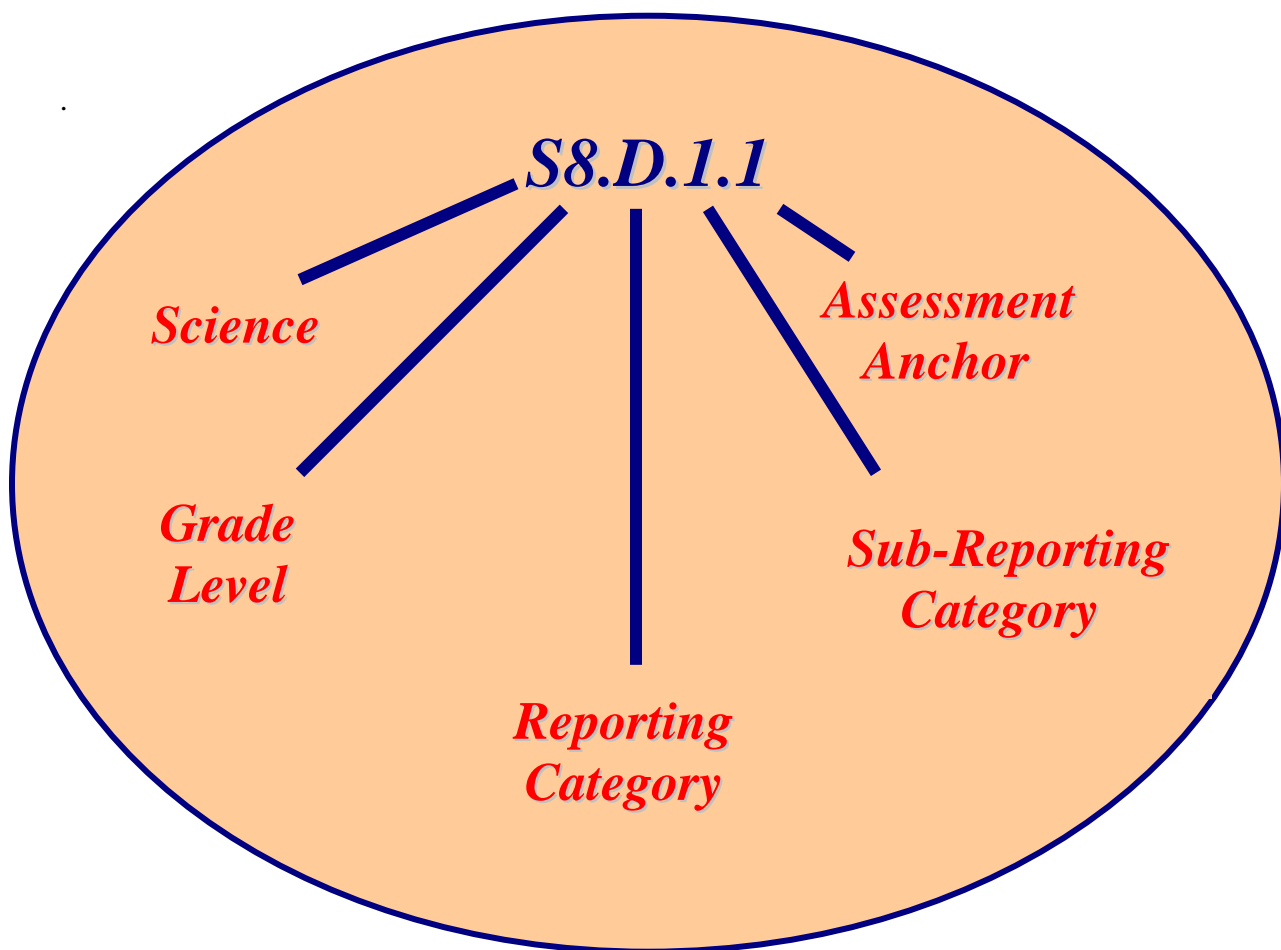 .
S8.D.1.1
Science
Assessment
Anchor
Grade
Level
Sub-Reporting
Category
Reporting
Category